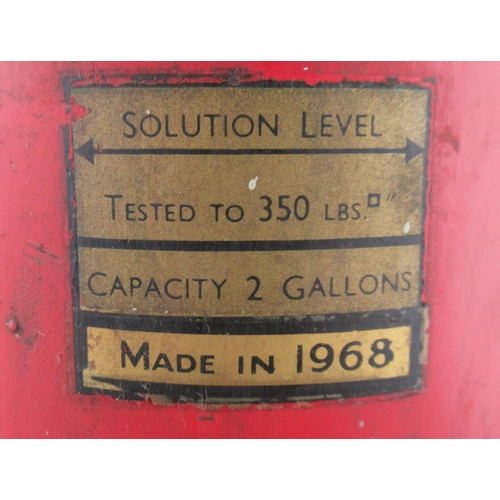 SOLUTION LEVEL
TESTED TO 350 LBS.□"
CAPACITY 2 GALLONS
MADE IN 1968